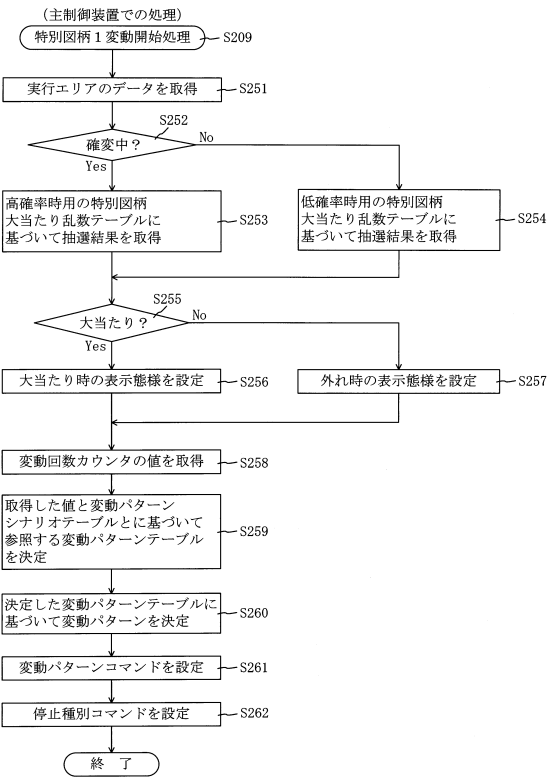 (主制御装置での処理)
特別図柄1変動開始処理
S209
実行エリアのデータを取得
S251
S252
確変中?
No
Yes
高確率時用の特別図柄
大当たり乱数テーブルに
基づいて抽選結果を取得
S253
低確率時用の特別図柄
大当たり乱数テーブルに
基づいて抽選結果を取得
S254
S255
大当たり?
No
Yes
大当たり時の表示態様を設定
S256
外れ時の表示態様を設定
S257
変動回数カウンタの値を取得
S258
取得した値と変動パターン
シナリオテーブルとに基づいて
参照する変動パターンテーブル
を決定
S259
決定した変動パターンテーブルに
基づいて変動パターンを決定
S260
変動パターンコマンドを設定
S261
停止種別コマンドを設定
S262
終 了